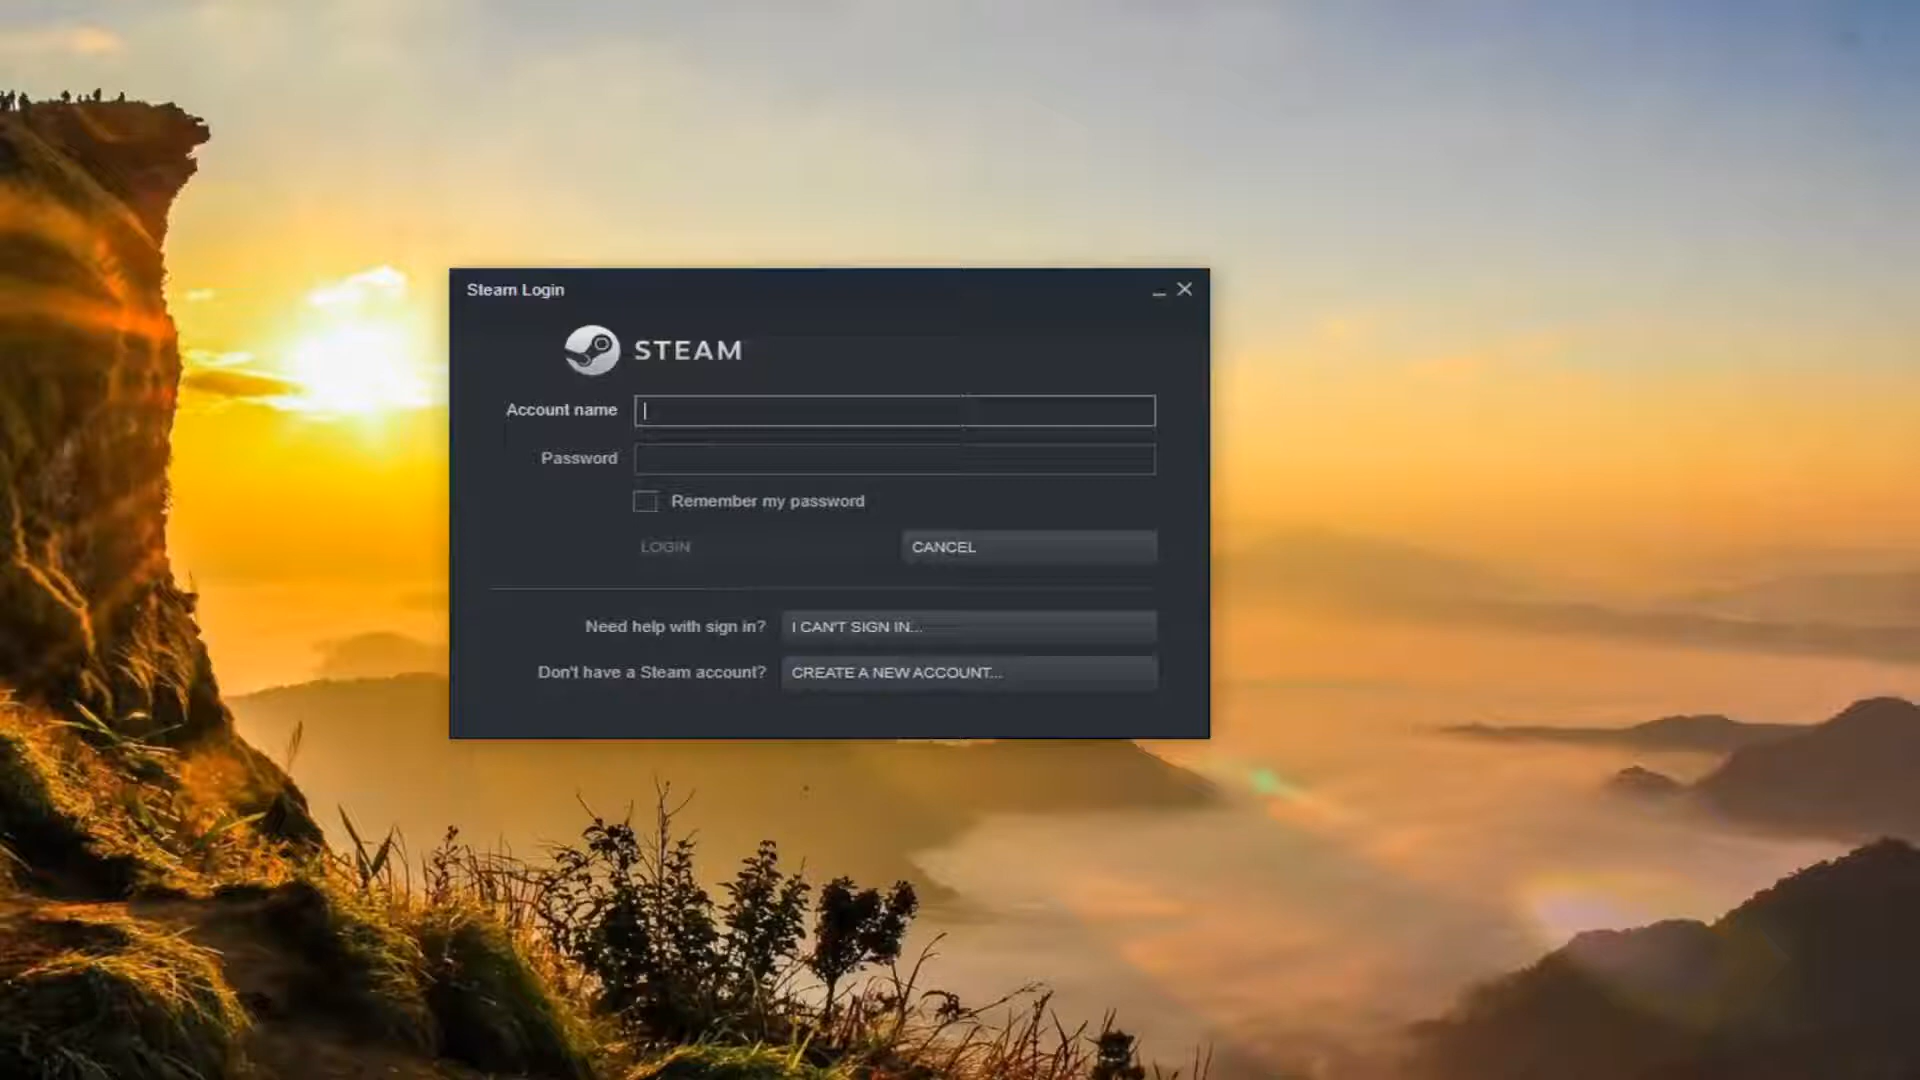 Steam Login
STEAM
Account name
Password
Remember my password
LOGIN CANCEL
Need help with sign in? I CAN'T SIGN IN...
Don't have a Steam account? CREATE A NEW ACCOUNT...